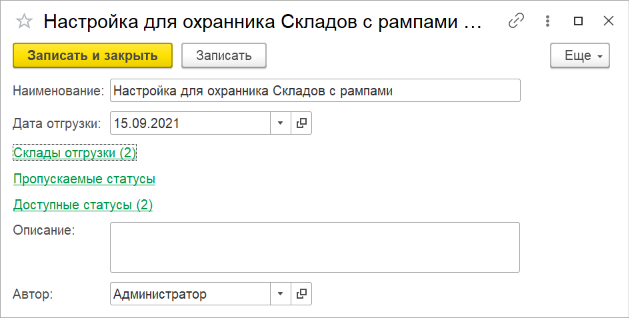 Настройка для охранника Складов с рампами ...
Записать и закрыть Записать Еще
Наименование: Настройка для охранника Складов с рампами
Дата отгрузки: 15.09.2021
Склады отгрузки (2)
Пропускаемые статусы
Доступные статусы (2)
Описание:
Автор: Администратор